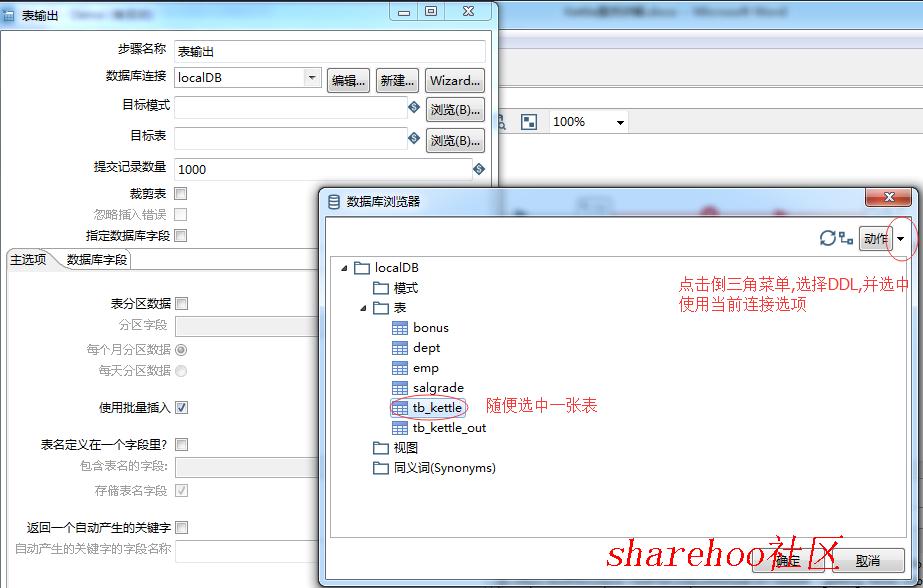 表输出
步骤名称 表输出
数据库连接 localDB 编辑... 新建... Wizard...
目标模式 浏览(B)...
目标表 浏览(B)...
提交记录数量 1000
裁剪表
忽略插入错误
指定数据库字段
主选项 数据库字段
表分区数据
分区字段
每个月分区数据
每天分区数据
使用批量插入
表名定义在一个字段里?
包含表名的字段:
存储表名字段
返回一个自动产生的关键字
自动产生的关键字的字段名称
100%
数据库浏览器
动作
点击倒三角菜单,选择DDL,并选中
使用当前连接选项
localDB
模式
表
bonus
dept
emp
salgrade
tb_kettle 随便选中一张表
tb_kettle_out
视图
同义词(Synonyms)
sharehoo社区
确定 取消